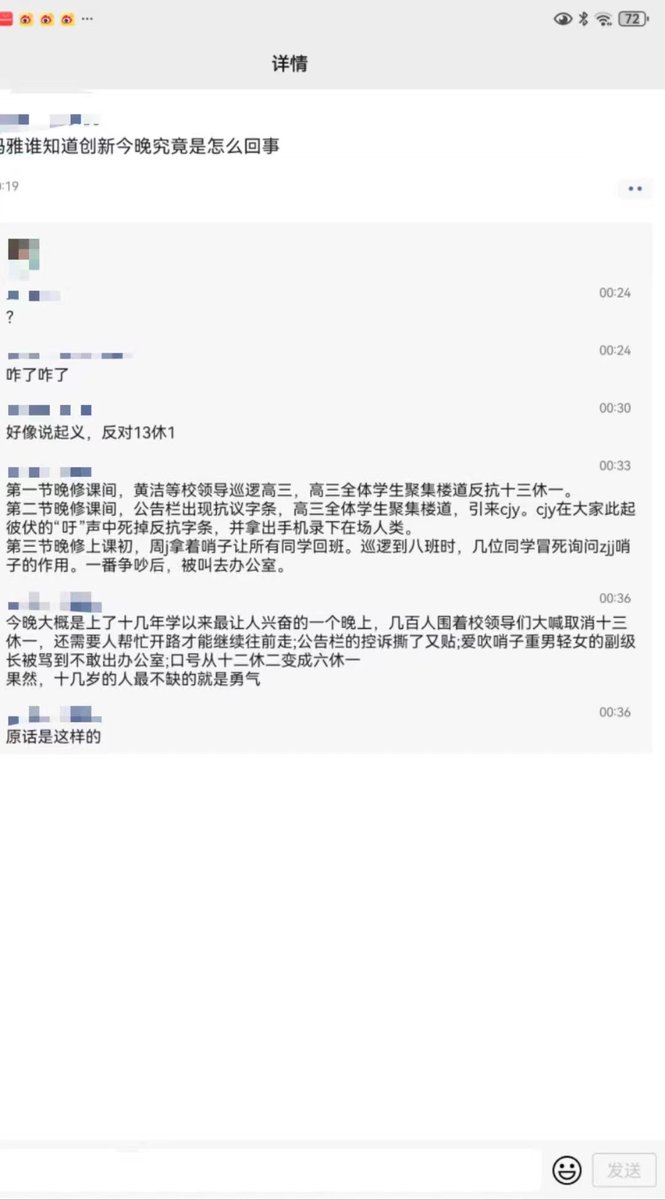 72
详情
雅谁知道创新今晚究竟是怎么回事
:19
00:24
?
00:24
咋了咋了
00:30
好像说起义，反对13休1
00:33
第一节晚修课间，黄洁等校领导巡逻高三，高三全体学生聚集楼道反抗十三休一。
第二节晚修课间，公告栏出现抗议字条，高三全体学生聚集楼道，引来cjy。cjy在大家此起
彼伏的“吁”声中死掉反抗字条，并拿出手机录下在场人类。
第三节晚修上课初，周j拿着哨子让所有同学回班。巡逻到八班时，几位同学冒死询问zjj哨
子的作用。一番争吵后，被叫去办公室。
00:36
今晚大概是上了十几年学以来最让人兴奋的一个晚上，几百人围着校领导们大喊取消十三
休一，还需要人帮忙开路才能继续往前走;公告栏的控诉撕了又贴;爱吹哨子重男轻女的副级
长被骂到不敢出办公室;口号从十二休二变成六休一
果然，十几岁的人最不缺的就是勇气
00:36
原话是这样的
发送